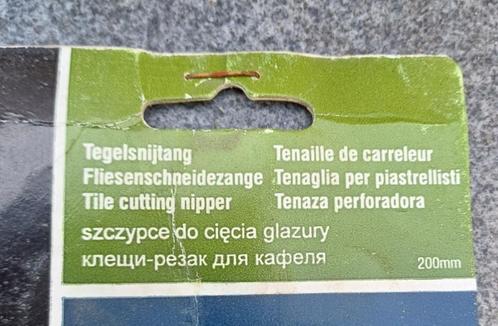 Tegelsnijtang Tenaille de carreleur
Fliesenschneidezange Tenaglia per piastrellisti
Tile cutting nipper Tenaza perforadora
szczypce do cięcia glazury
клещи-резак для кафеля 200mm